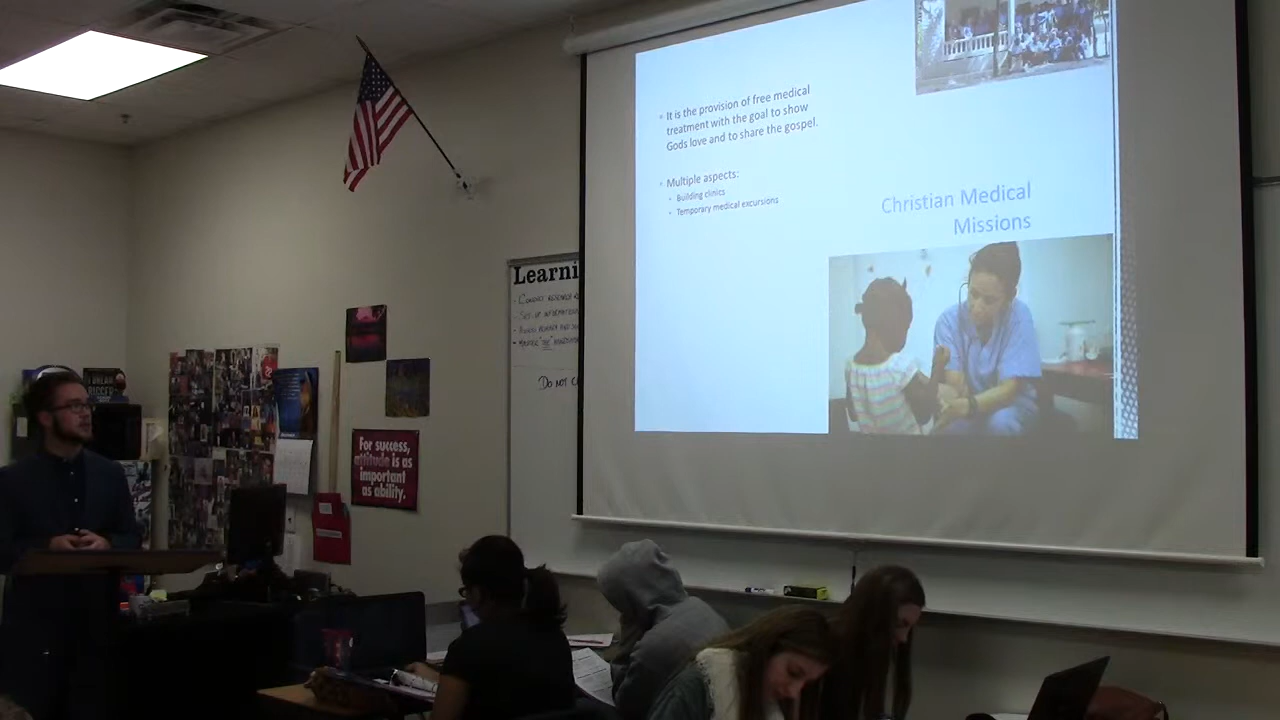 • It is the provision of free medical
treatment with the goal to show
Gods love and to share the gospel.
• Multiple aspects:
• Building clinics
• Temporary medical excursions
Christian Medical
Missions
Learni
Do not c
For success,
attitude is as
important
as ability.